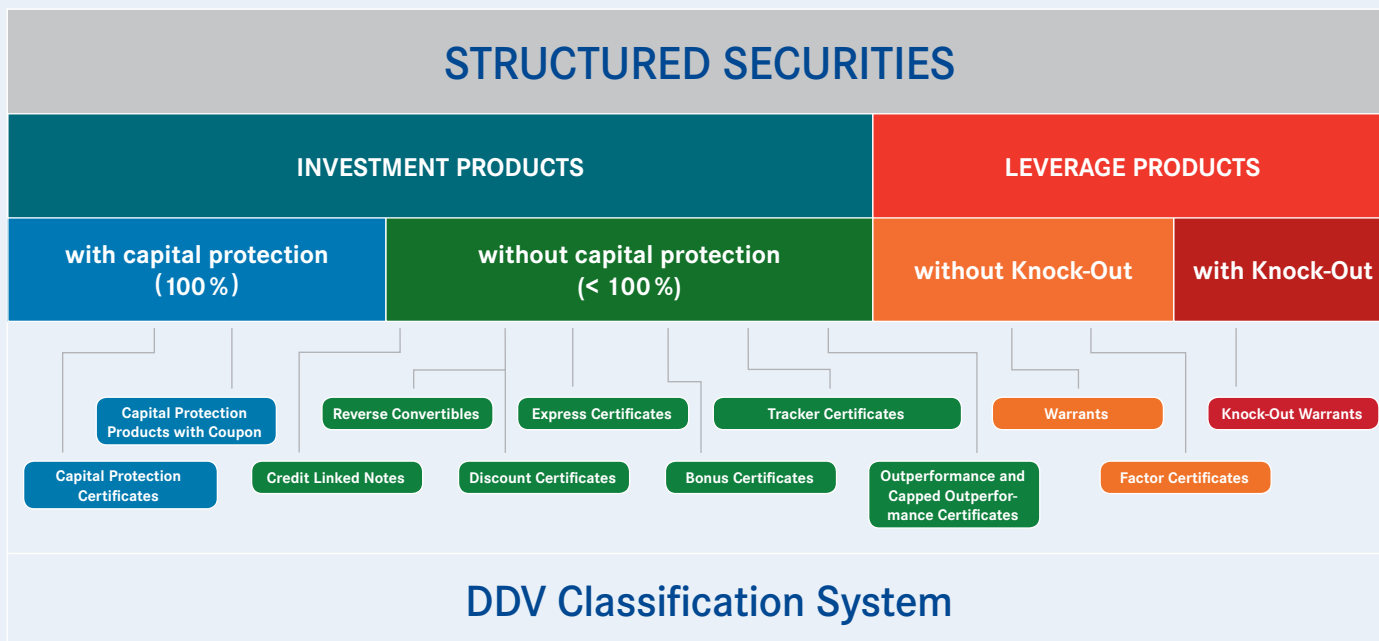 STRUCTURED SECURITIES
INVESTMENT PRODUCTS
LEVERAGE PRODUCTS
with capital protection
(100 %)
without capital protection
(< 100 %)
without Knock-Out
with Knock-Out
Capital Protection
Products with Coupon
Reverse Convertibles
Express Certificates
Tracker Certificates
Warrants
Knock-Out Warrants
Capital Protection
Certificates
Credit Linked Notes
Discount Certificates
Bonus Certificates
Outperformance and
Capped Outperfor-
mance Certificates
Factor Certificates
DDV Classification System